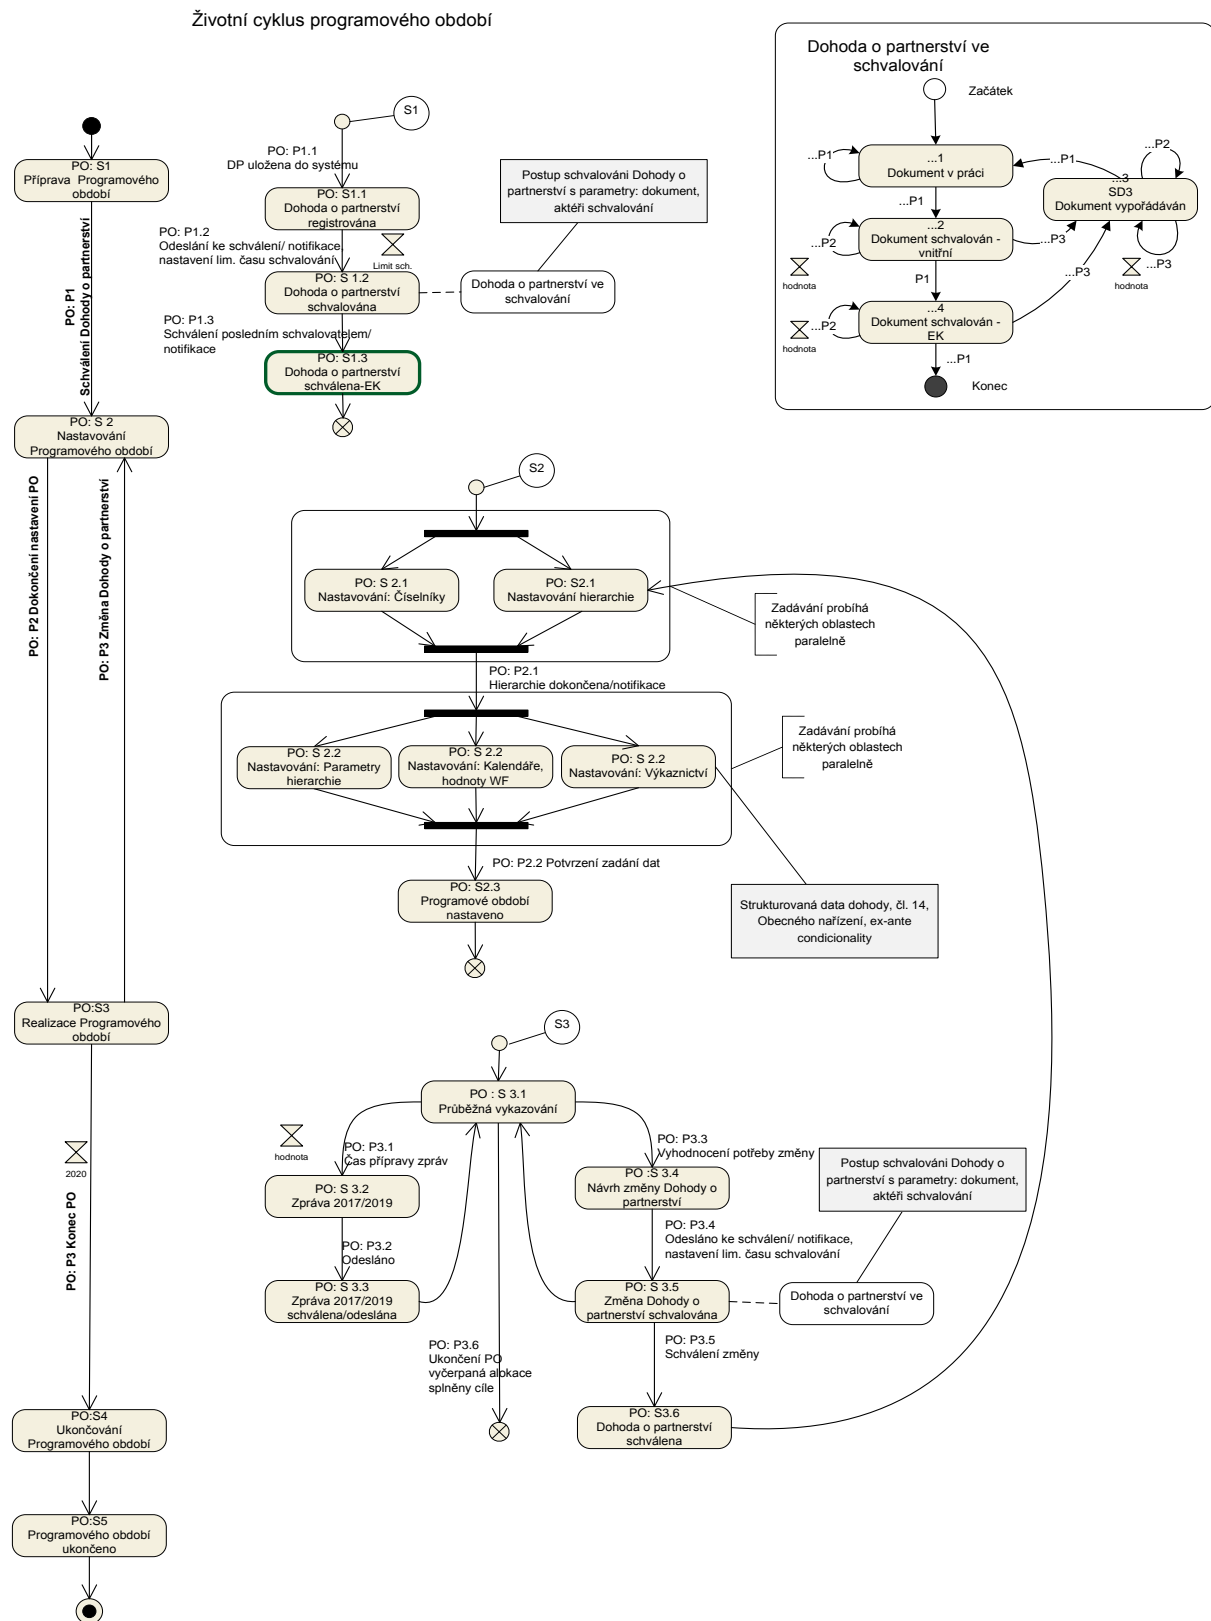 Životní cyklus programového období
PO: S1
Příprava Programového
období
PO: P1
Schválení Dohody o partnerství
PO: S 2
Nastavování
Programového období
PO: P2 Dokončení nastavení PO
PO: P3 Změna Dohody o partnerství
PO:S3
Realizace Programového
období
2020
PO: P3 Konec PO
PO:S4
Ukončování
Programového období
PO:S5
Programového období
ukončeno
S1
PO: P1.1
DP uložena do systému
PO: S1.1
Dohoda o partnerství
registrována
PO: P1.2
Odeslání ke schválení/ notifikace,
nastavení lim. času schvalování
Limit sch.
PO: S 1.2
Dohoda o partnerství
schvalována
PO: P1.3
Schválení posledním schvalovatelem/
notifikace
PO: S1.3
Dohoda o partnerství
schválena-EK
Postup schvalováni Dohody o
partnerství s parametry: dokument,
aktéři schvalování
Dohoda o partnerství ve
schvalování
Dohoda o partnerství ve
schvalování
Začátek
...P1
...1
Dokument v práci
...P1
...P2
...3
SD3
Dokument vypořádáván
...P1
...P2
...2
Dokument schvalován -
vnitřní
...P3
...P3
hodnota
hodnota
P1
...P3
...P2
...4
Dokument schvalován -
EK
hodnota
...P1
Konec
S2
PO: S 2.1
Nastavování: Číselníky
PO: S2.1
Nastavování hierarchie
Zadávání probíhá
některých oblastech
paralelně
PO: P2.1
Hierarchie dokončena/notifikace
PO: S 2.2
Nastavování: Parametry
hierarchie
PO: S 2.2
Nastavování: Kalendáře,
hodnoty WF
PO: S 2.2
Nastavování: Výkaznictví
Zadávání probíhá
některých oblastech
paralelně
PO: P2.2 Potvrzení zadání dat
PO: S2.3
Programové období
nastaveno
Strukturovaná data dohody, čl. 14,
Obecného nařízení, ex-ante
condicionality
S3
PO : S 3.1
Průběžná vykazování
hodnota
PO: P3.1
Čas přípravy zpráv
PO: S 3.2
Zpráva 2017/2019
PO: P3.2
Odesláno
PO: S 3.3
Zpráva 2017/2019
schválena/odeslána
PO: P3.6
Ukončení PO
vyčerpaná alokace
splněny cíle
PO: P3.3
Vyhodnocení potřeby změny
PO :S 3.4
Návrh změny Dohody o
partnerství
PO: P3.4
Odesláno ke schválení/ notifikace,
nastavení lim. času schvalování
PO: S 3.5
Změna Dohody o
partnerství schvalována
PO: P3.5
Schválení změny
PO: S3.6
Dohoda o partnerství
schválena
Postup schvalováni Dohody o
partnerství s parametry: dokument,
aktéři schvalování
Dohoda o partnerství ve
schvalování